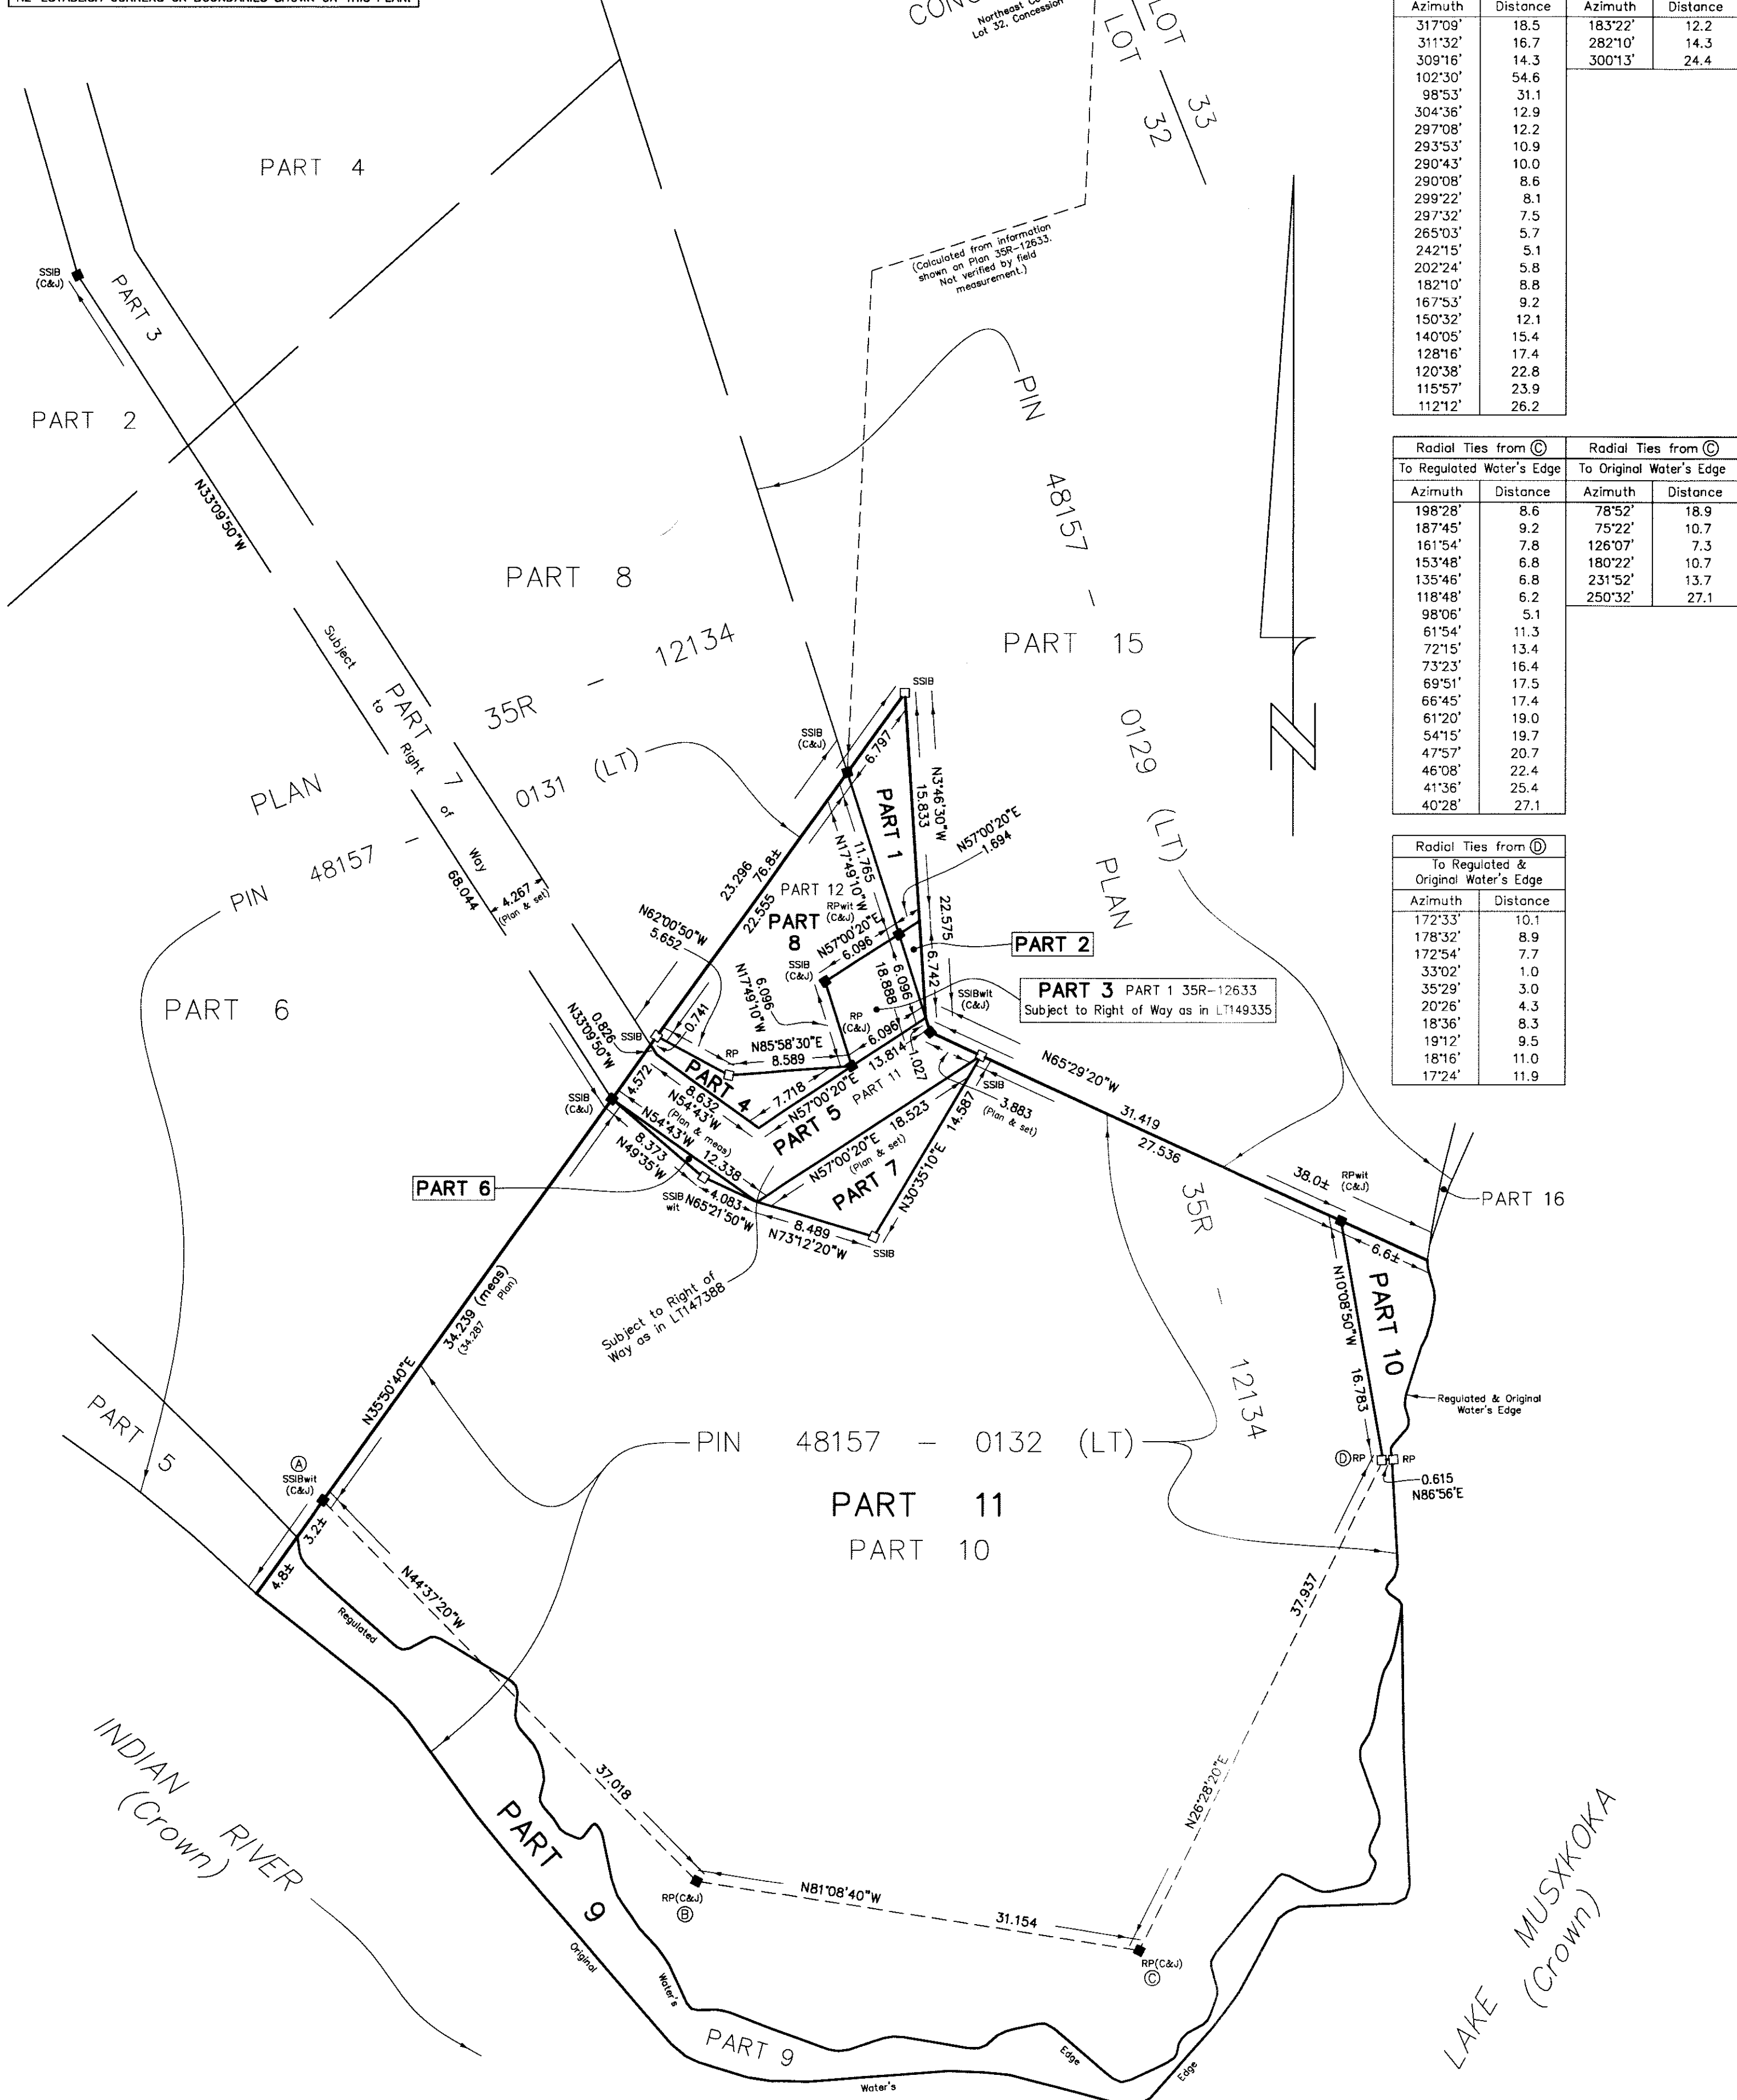 CON
Northeast C
Lot 32, Concession
LOT 33
LOT 32
Azimuth Distance Azimuth Distance
317°09' 18.5 183°22' 12.2
311°32' 16.7 282°10' 14.3
309°16' 14.3 300°13' 24.4
102°30' 54.6
98°53' 31.1
304°36' 12.9
297°08' 12.2
293°53' 10.9
290°43' 10.0
290°08' 8.6
299°22' 8.1
297°32' 7.5
265°03' 5.7
242°15' 5.1
202°24' 5.8
182°10' 8.8
167°53' 9.2
150°32' 12.1
140°05' 15.4
128°16' 17.4
120°38' 22.8
115°57' 23.9
112°12' 26.2
Radial Ties from Ⓒ Radial Ties from Ⓒ
To Regulated Water's Edge To Original Water's Edge
Azimuth Distance Azimuth Distance
198°28' 8.6 78°52' 18.9
187°45' 9.2 75°22' 10.7
161°54' 7.8 126°07' 7.3
153°48' 6.8 180°22' 10.7
135°46' 6.8 231°52' 13.7
118°48' 6.2 250°32' 27.1
98°06' 5.1
61°54' 11.3
72°15' 13.4
73°23' 16.4
69°51' 17.5
66°45' 17.4
61°20' 19.0
54°15' 19.7
47°57' 20.7
46°08' 22.4
41°36' 25.4
40°28' 27.1
Radial Ties from Ⓓ
To Regulated &
Original Water's Edge
Azimuth Distance
172°33' 10.1
178°32' 8.9
172°54' 7.7
33°02' 1.0
35°29' 3.0
20°26' 4.3
18°36' 8.3
19°12' 9.5
18°16' 11.0
17°24' 11.9
PART 4
SSIB
(C&J)
PART 3
PART 2
N33°09'50"W
(Calculated from information
shown on Plan 35R-12633.
Not verified by field
measurement.)
PIN 48157 - 0129 (LT)
PART 8
PLAN 35R - 12134
PART 15
Subject to Right of Way
PART 7
PIN 48157 - 0131 (LT)
68.044
4.267
(Plan & set)
SSIB
SSIB
(C&J)
6.797
PART 1
N3°46'30"W
15.833
N57°00'20"E
1.694
11.765
N17°49'10"W
23.296
76.8±
22.555
PART 12
RPwit
(C&J)
PART
8
N57°00'20"E
6.096
22.575
PLAN 35R - 12134
PART 2
N62°00'50"W
5.652
SSIB
(C&J)
6.096
N17°49'10"W
6.096
18.888
6.742
SSIBwit
(C&J)
PART 3 PART 1 35R-12633
Subject to Right of Way as in LT149335
PART 6
N33°09'50"W
0.826
SSIB
0.741
RP
N85°58'30"E
8.589
RP
(C&J)
6.096
13.814
1.027
N65°29'20"W
SSIB
3.883
(Plan & set)
31.419
27.536
4.572
PART 4
8.632
N54°43'W
(Plan & meas)
7.718
N57°00'20"E
PART 11
PART 5
SSIB
(C&J)
N54°43'W
12.338
8.373
N49°35'W
N57°00'20"E 18.523
(Plan & set)
14.587
N30°35'10"E
PART 7
PART 6
SSIB
wit
4.083
N65°21'50"W
8.489
N73°12'20"W
SSIB
38.0±
RPwit
(C&J)
PART 16
6.6±
N10°08'50"W
16.783
PART 10
Regulated & Original
Water's Edge
Subject to Right of
Way as in LT147388
34.239 (meas)
(34.287 Plan)
N35°50'40"E
PART 5
Ⓐ
SSIBwit
(C&J)
3.2±
4.8±
PIN 48157 - 0132 (LT)
PART 11
PART 10
Ⓓ RP
RP
0.615
N86°56'E
N44°37'20"W
37.018
Regulated
37.937
N26°28'20"E
INDIAN RIVER
(Crown)
PART 9
RP(C&J)
Ⓑ
N81°08'40"W
31.154
RP(C&J)
Ⓒ
Original
Water's
PART 9
Edge
Water's
Edge
LAKE MUSXKOKA
(Crown)